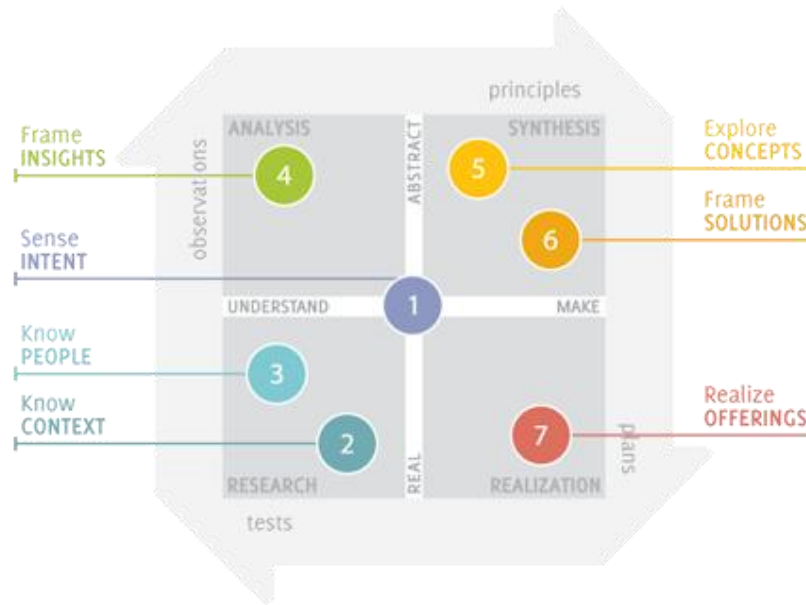 principles
Frame
INSIGHTS
observations
ANALYSIS
4
ABSTRACT
SYNTHESIS
5
6
Explore
CONCEPTS
Frame
SOLUTIONS
Sense
INTENT
UNDERSTAND
1
MAKE
Know
PEOPLE
Know
CONTEXT
3
2
RESEARCH
REAL
7
REALIZATION
Realize
OFFERINGS
plans
tests